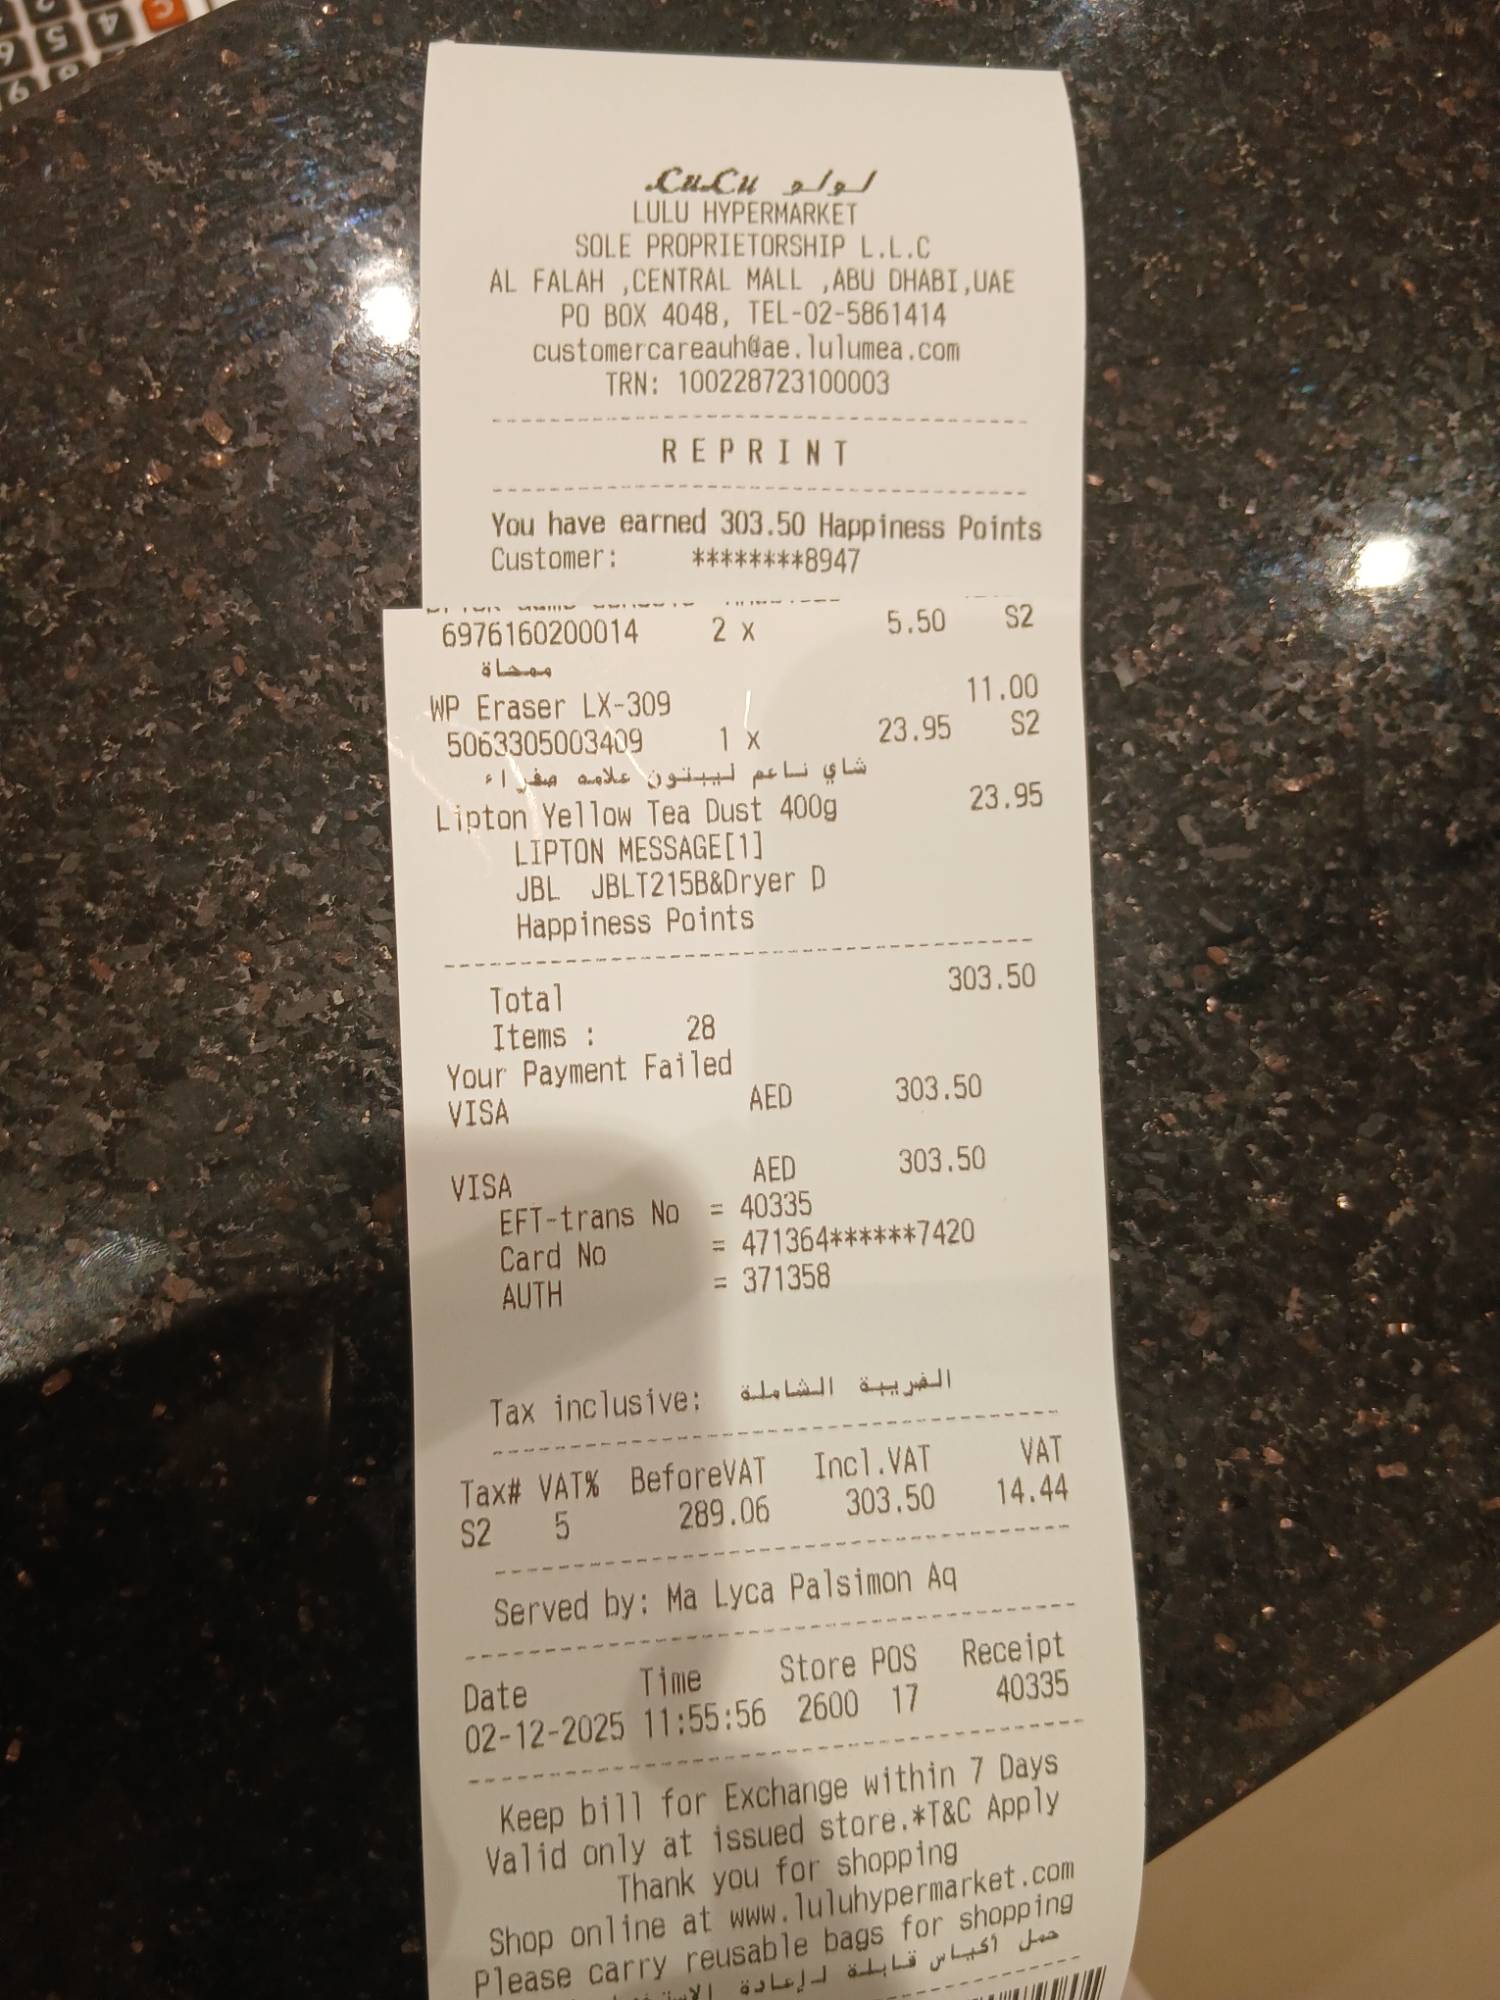 LuLu لولو
LULU HYPERMARKET
SOLE PROPRIETORSHIP L.L.C
AL FALAH ,CENTRAL MALL ,ABU DHABI,UAE
PO BOX 4048, TEL-02-5861414
customercareauh@ae.lulumea.com
TRN: 100228723100003
REPRINT
You have earned 303.50 Happiness Points
Customer: ********8947
6976160200014 2 x 5.50 S2
ممحاة
WP Eraser LX-309 11.00
5063305003409 1 x 23.95 S2
شاي ناعم ليبتون علامه صفراء
Lipton Yellow Tea Dust 400g 23.95
LIPTON MESSAGE[1]
JBL JBLT215B&Dryer D
Happiness Points
Total 303.50
Items : 28
Your Payment Failed
VISA AED 303.50
VISA AED 303.50
EFT-trans No = 40335
Card No = 471364******7420
AUTH = 371358
Tax inclusive: الضريبة الشاملة
Tax# VAT% BeforeVAT Incl.VAT VAT
S2 5 289.06 303.50 14.44
Served by: Ma Lyca Palsimon Aq
Date Time Store POS Receipt
02-12-2025 11:55:56 2600 17 40335
Keep bill for Exchange within 7 Days
Valid only at issued store.*T&C Apply
Thank you for shopping
Shop online at www.luluhypermarket.com
Please carry reusable bags for shopping
حمل أكياس قابلة لإعادة